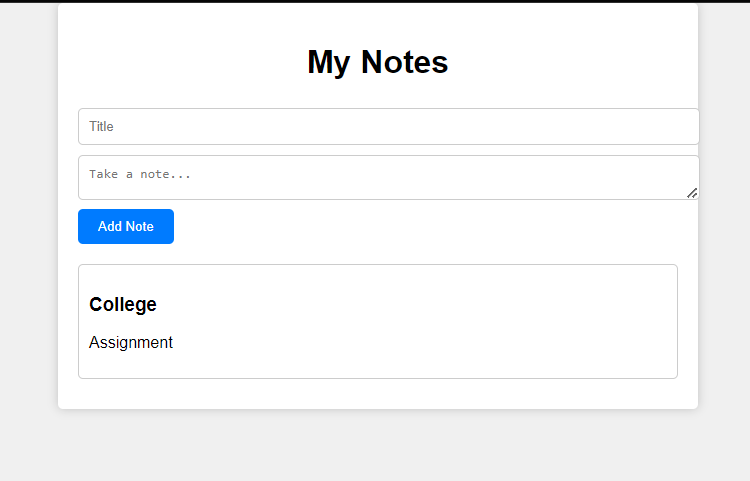 My Notes
Title
Take a note...
Add Note
College
Assignment